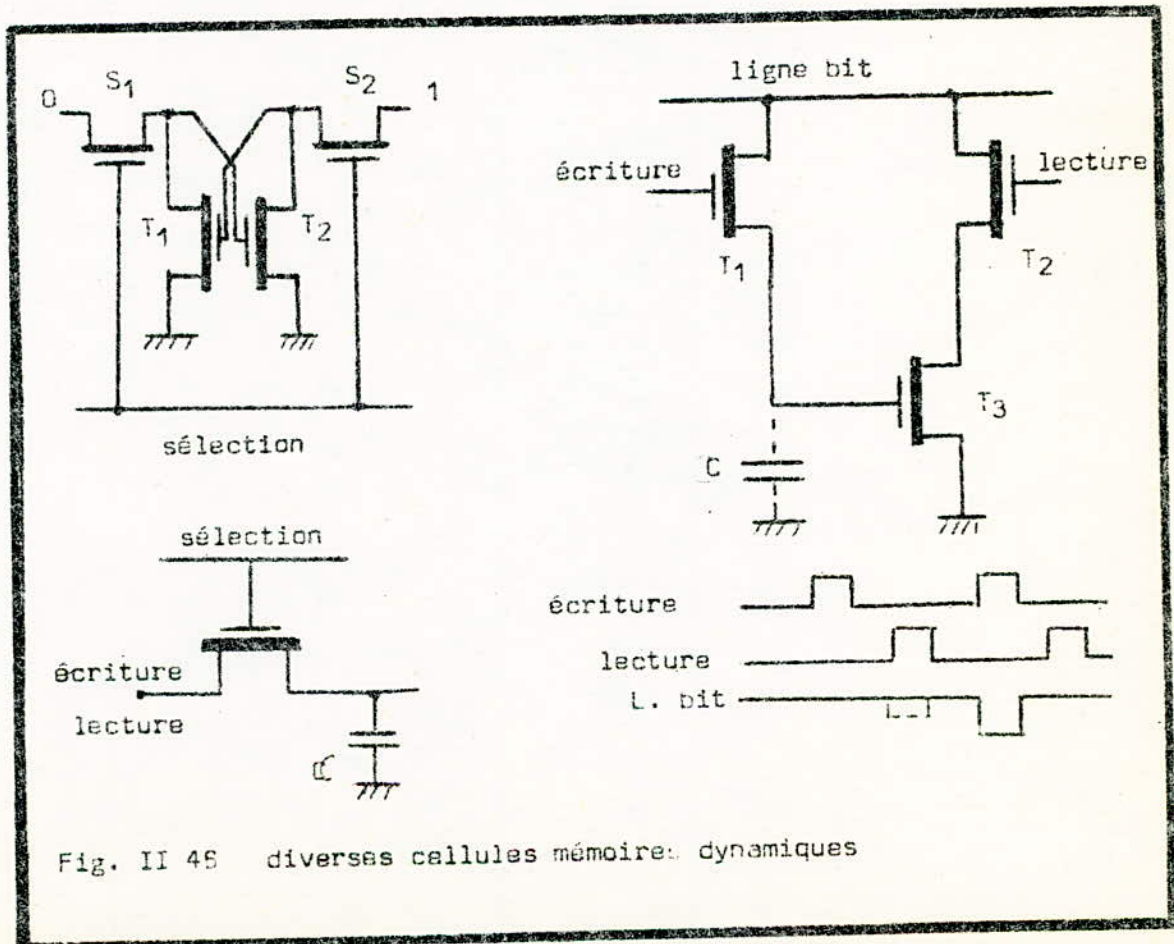 0 S1 S2 1
T1 T2
sélection
ligne bit
écriture lecture
T1 T2
T3
C
sélection
écriture
lecture
écriture
lecture
L. bit
Fig. II diverses cellules mémoires dynamiques